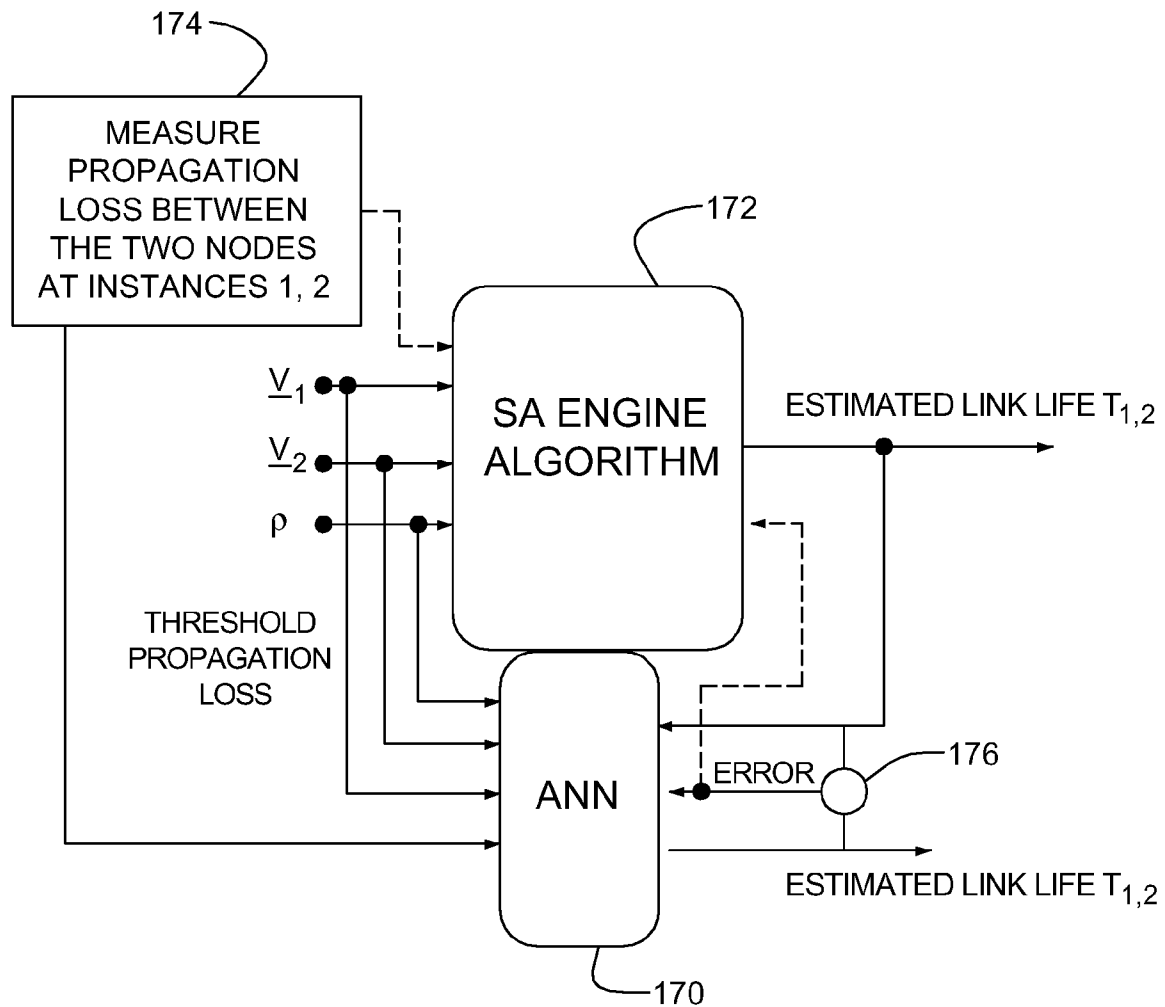 174
MEASURE
PROPAGATION
LOSS BETWEEN
THE TWO NODES
AT INSTANCES 1, 2
172
V1
V2
ρ
SA ENGINE
ALGORITHM
ESTIMATED LINK LIFE T1,2
THRESHOLD
PROPAGATION
LOSS
ANN
ERROR
176
ESTIMATED LINK LIFE T1,2
170